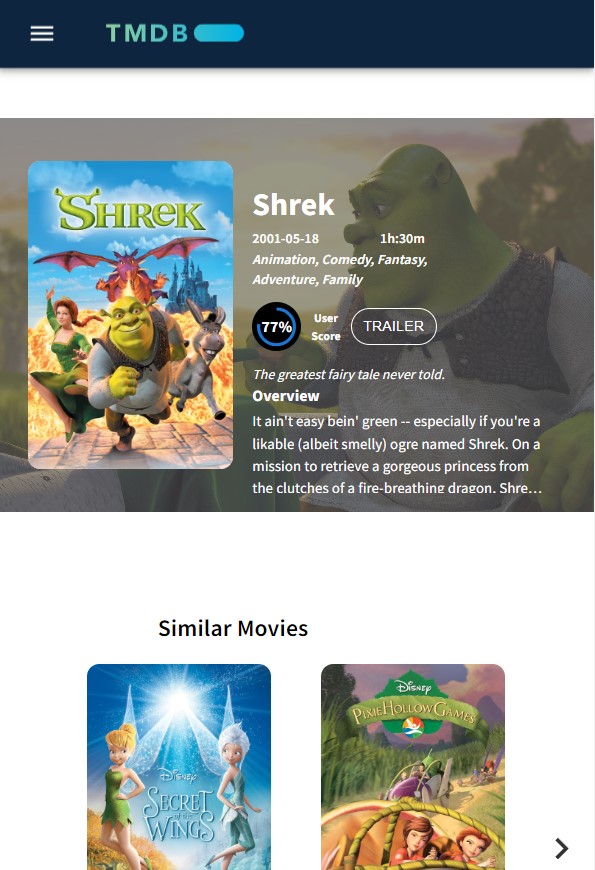 TMDB
SHREK
Shrek
2001-05-18 1h:30m
Animation, Comedy, Fantasy,
Adventure, Family
77%
User
Score
TRAILER
The greatest fairy tale never told.
Overview
It ain't easy bein' green -- especially if you're a
likable (albeit smelly) ogre named Shrek. On a
mission to retrieve a gorgeous princess from
the clutches of a fire-breathing dragon, Shre…
Similar Movies
Disney
SECRET
of the
WINGS
Disney
PIXIE HOLLOW GAMES